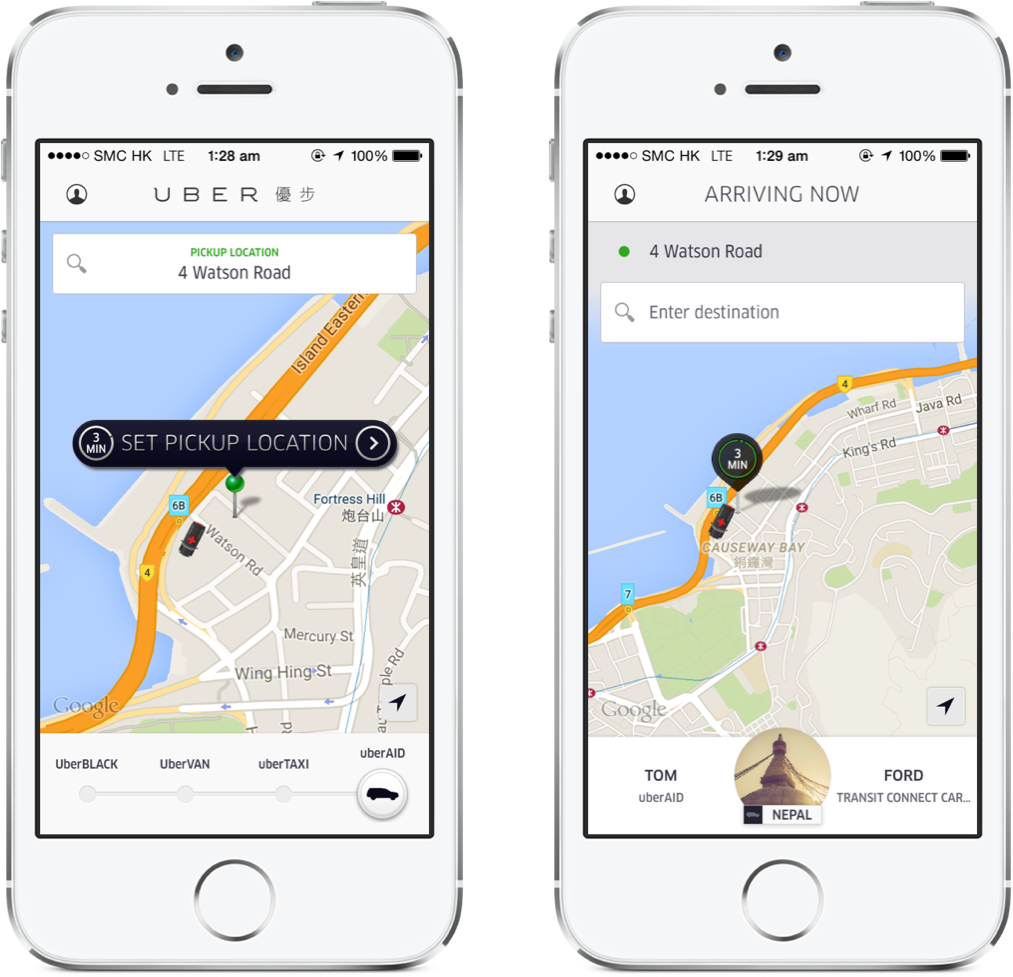 SMC HK LTE 1:28 am 100%
UBER 優步
PICKUP LOCATION
4 Watson Road
Island Eastern
3 MIN SET PICKUP LOCATION
6B
Fortress Hill
炮台山
Watson Rd
英皇道
4
Mercury St
Wing Hing St
ple Rd
Rd
Google
UberBLACK UberVAN uberTAXI uberAID
SMC HK LTE 1:29 am 100%
ARRIVING NOW
4 Watson Road
Enter destination
4
Wharf Rd
Java Rd
King's Rd
3
MIN
6B
CAUSEWAY BAY
銅鑼灣
7
Google
TOM
uberAID
NEPAL
FORD
TRANSIT CONNECT CAR...